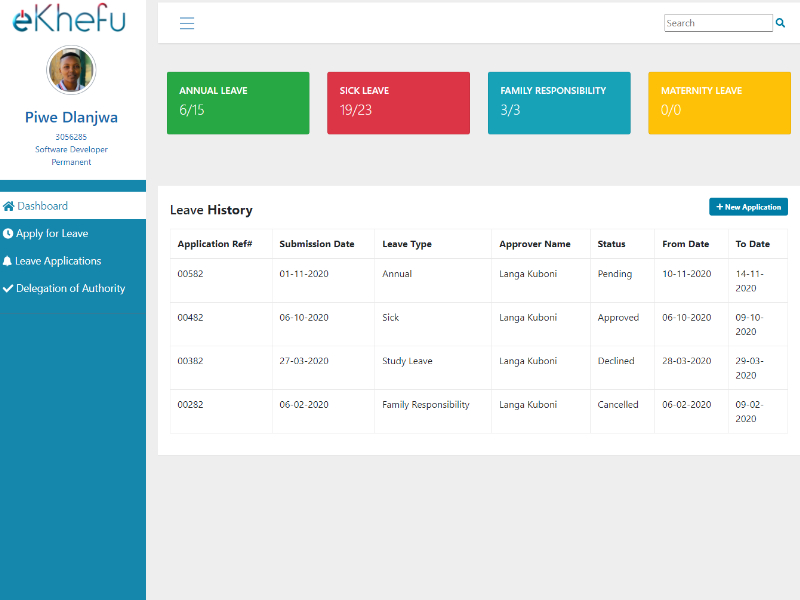 eKhefu
Search
Piwe Dlanjwa
3056285
Software Developer
Permanent
Dashboard
Apply for Leave
Leave Applications
Delegation of Authority
ANNUAL LEAVE
6/15
SICK LEAVE
19/23
FAMILY RESPONSIBILITY
3/3
MATERNITY LEAVE
0/0
Leave History
+ New Application
Application Ref# Submission Date Leave Type Approver Name Status From Date To Date
00582 01-11-2020 Annual Langa Kuboni Pending 10-11-2020 14-11-
2020
00482 06-10-2020 Sick Langa Kuboni Approved 06-10-2020 09-10-
2020
00382 27-03-2020 Study Leave Langa Kuboni Declined 28-03-2020 29-03-
2020
00282 06-02-2020 Family Responsibility Langa Kuboni Cancelled 06-02-2020 09-02-
2020